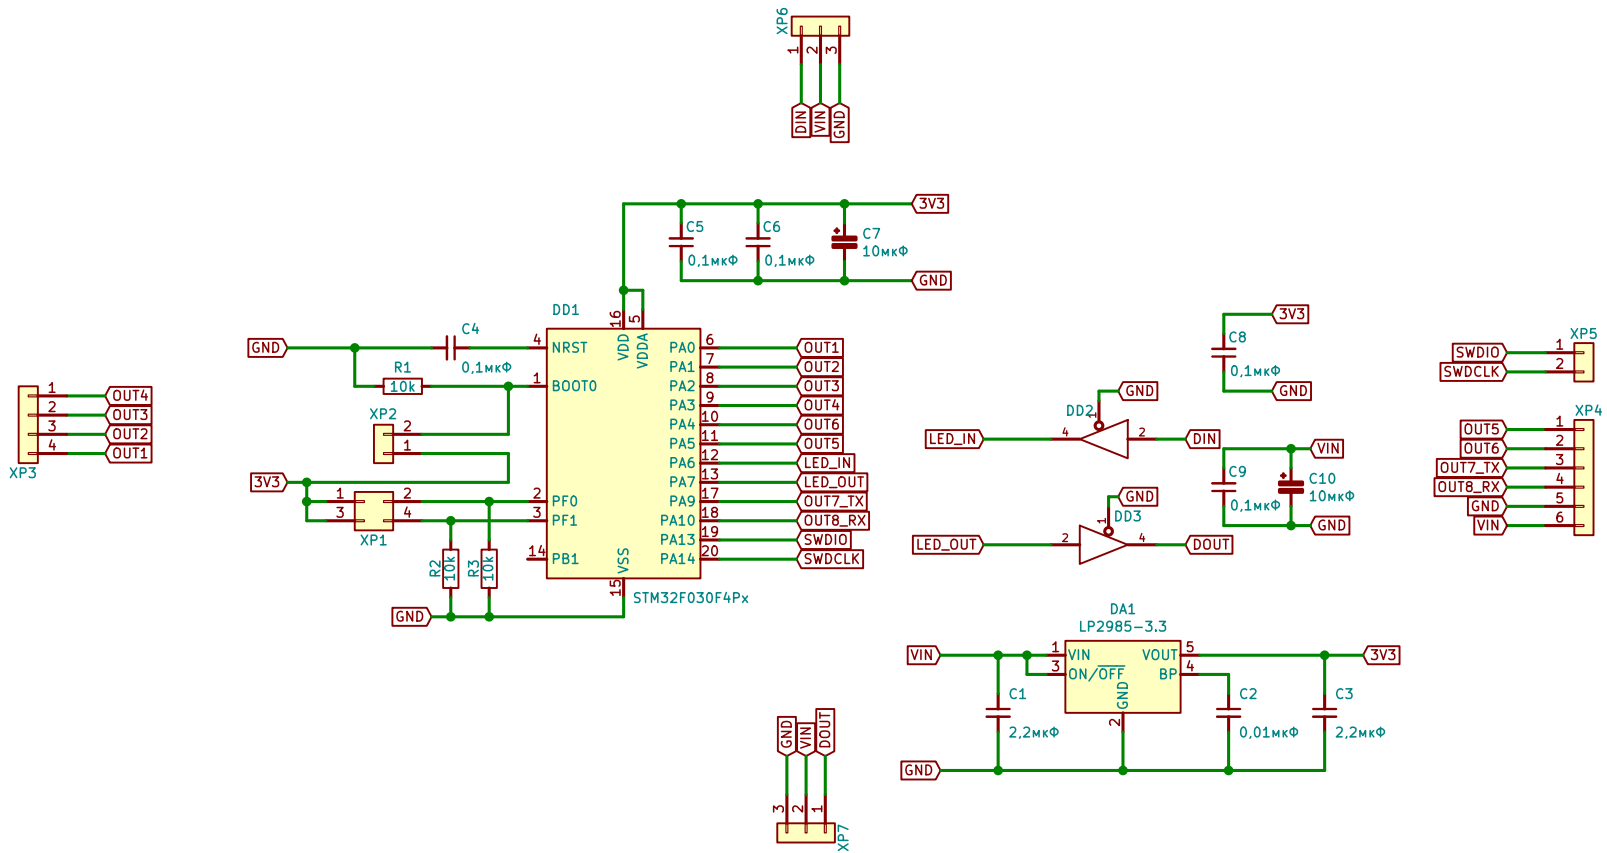 XP6
1
2
3
DIN
VIN
GND
3V3
C5
0,1мкФ
C6
0,1мкФ
C7
10мкФ
GND
DD1
16
5
VDD
VDDA
GND
C4
0,1мкФ
4
NRST
R1
10k
1
BOOT0
XP2
2
1
3V3
1
2
3
4
XP1
2
PF0
3
PF1
14
PB1
R2
10k
R3
10k
GND
VSS
15
STM32F030F4Px
PA0
6
OUT1
PA1
7
OUT2
PA2
8
OUT3
PA3
9
OUT4
PA4
10
OUT6
PA5
11
OUT5
PA6
12
LED_IN
PA7
13
LED_OUT
PA9
17
OUT7_TX
PA10
18
OUT8_RX
PA13
19
SWDIO
PA14
20
SWDCLK
1
OUT4
2
OUT3
3
OUT2
4
OUT1
XP3
GND
DD2
1
LED_IN
4
2
DIN
GND
DD3
1
LED_OUT
2
4
DOUT
3V3
C8
0,1мкФ
GND
VIN
C9
0,1мкФ
C10
10мкФ
GND
XP5
SWDIO
1
SWDCLK
2
XP4
OUT5
1
OUT6
2
OUT7_TX
3
OUT8_RX
4
GND
5
VIN
6
DA1
LP2985-3.3
VIN
1
VIN
VOUT
5
3V3
3
ON/OFF
BP
4
GND
2
C1
2,2мкФ
C2
0,01мкФ
C3
2,2мкФ
GND
GND
VIN
DOUT
3
2
1
XP7